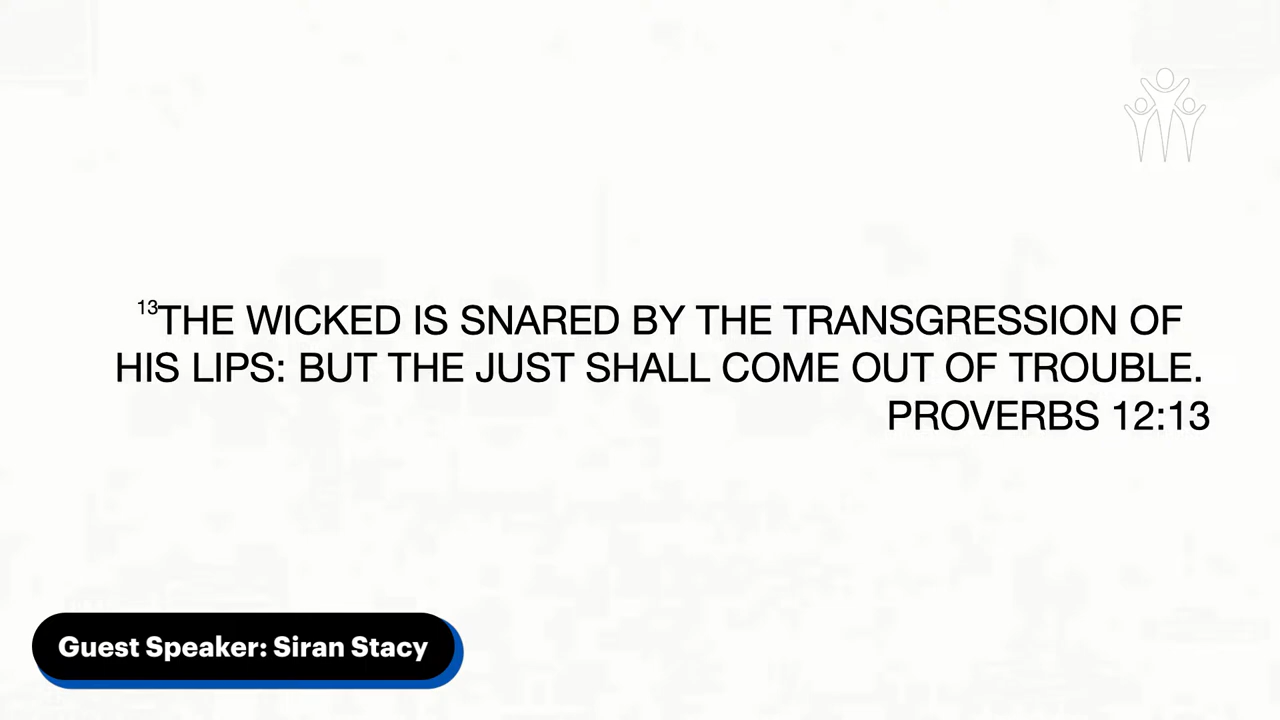 ¹³THE WICKED IS SNARED BY THE TRANSGRESSION OF
HIS LIPS: BUT THE JUST SHALL COME OUT OF TROUBLE.
PROVERBS 12:13
Guest Speaker: Siran Stacy